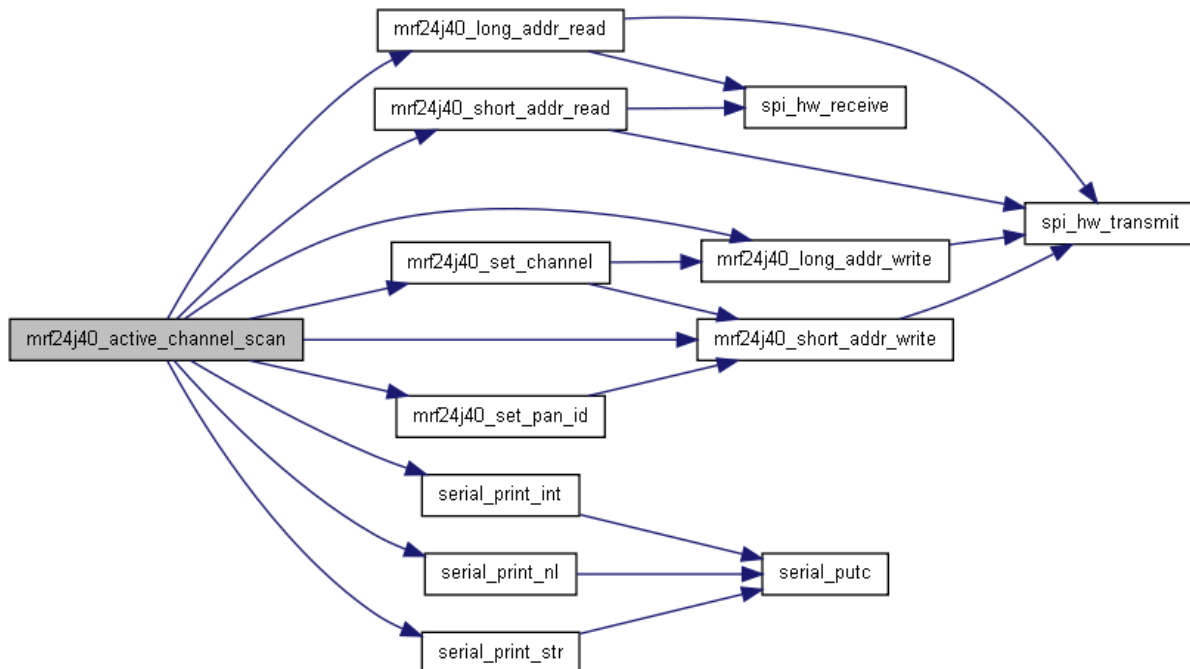 mrf24j40_long_addr_read
mrf24j40_short_addr_read
spi_hw_receive
spi_hw_transmit
mrf24j40_set_channel
mrf24j40_long_addr_write
mrf24j40_active_channel_scan
mrf24j40_short_addr_write
mrf24j40_set_pan_id
serial_print_int
serial_print_nl
serial_putc
serial_print_str